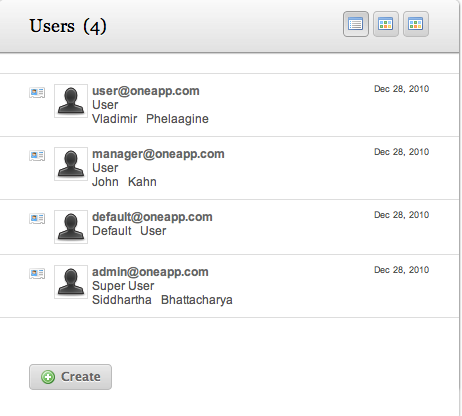 Users (4)
user@oneapp.com Dec 28, 2010
User
Vladimir Phelaagine
manager@oneapp.com Dec 28, 2010
User
John Kahn
default@oneapp.com Dec 28, 2010
Default User
admin@oneapp.com Dec 28, 2010
Super User
Siddhartha Bhattacharya
Create